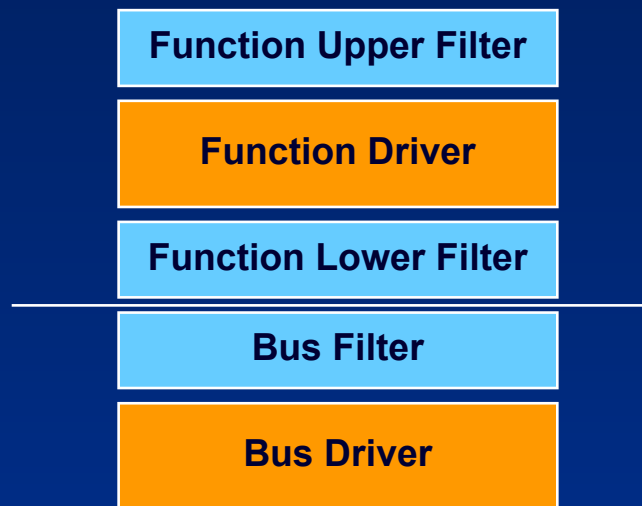 Function Upper Filter
Function Driver
Function Lower Filter
Bus Filter
Bus Driver